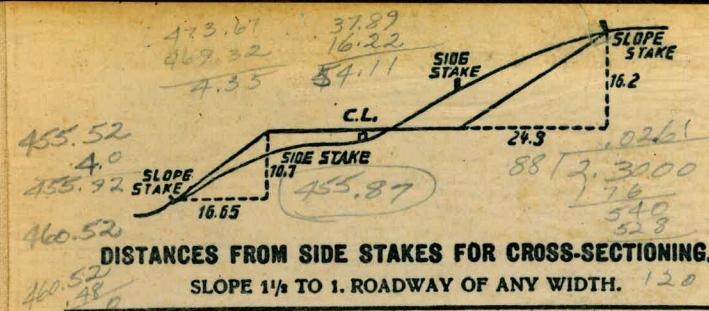 473.67
469.32
4.35
37.89
16.22
54.11
SLOPE
STAKE
SIDE
STAKE
16.2
C.L.
24.3
.0261
88 2.3000
176
540
528
120
455.52
4.0
455.92
SLOPE
STAKE
SIDE STAKE
10.7
455.87
16.65
460.52
DISTANCES FROM SIDE STAKES FOR CROSS-SECTIONING.
460.52
.48
0
SLOPE 1½ TO 1. ROADWAY OF ANY WIDTH.